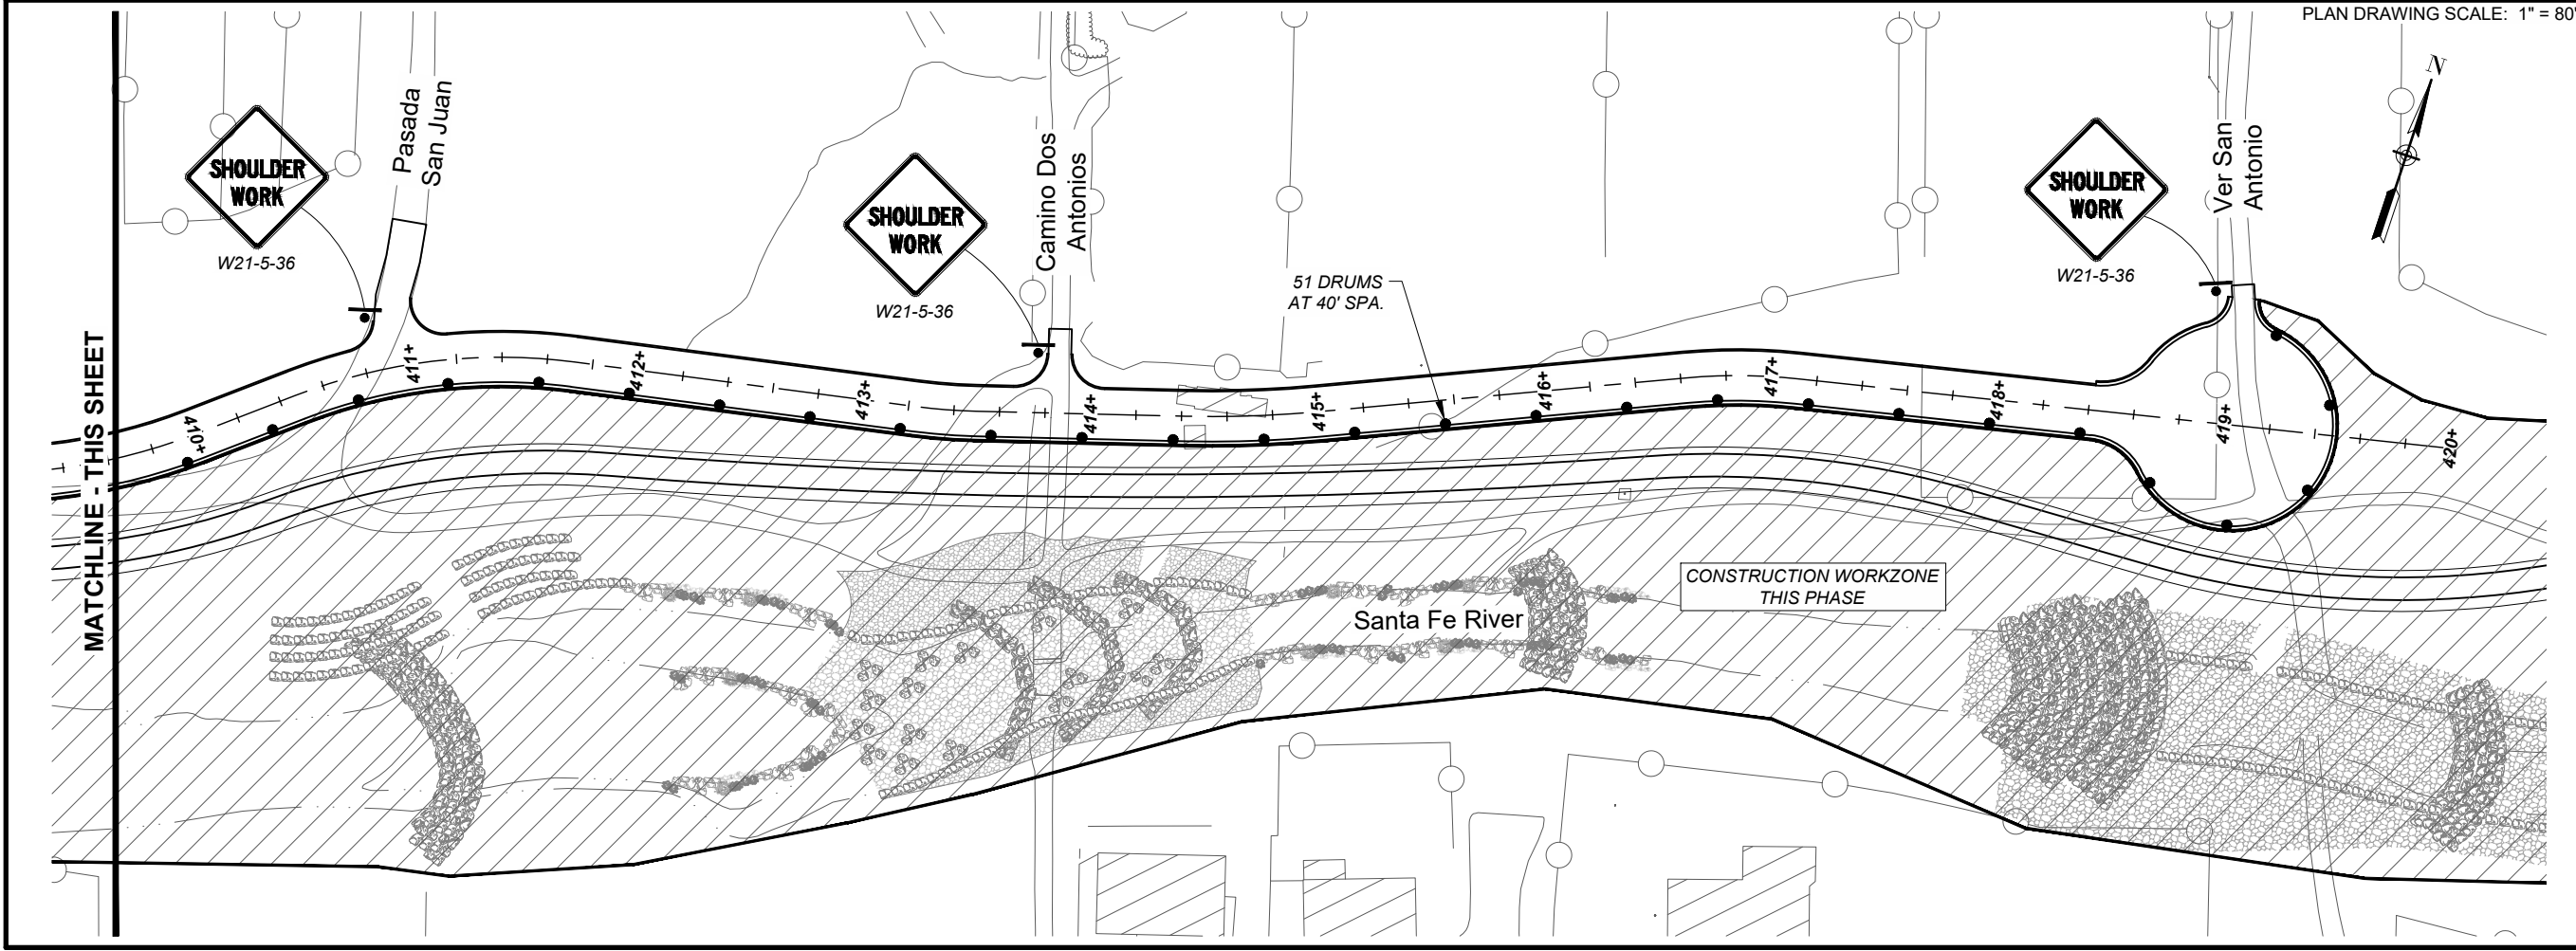 PLAN DRAWING SCALE: 1" = 80'
N
SHOULDER
WORK
W21-5-36
Pasada
San Juan
SHOULDER
WORK
W21-5-36
Camino Dos
Antonios
51 DRUMS
AT 40' SPA.
SHOULDER
WORK
W21-5-36
Ver San
Antonio
MATCHLINE - THIS SHEET
410+
411+
412+
413+
414+
415+
416+
417+
418+
419+
420+
CONSTRUCTION WORKZONE
THIS PHASE
Santa Fe River